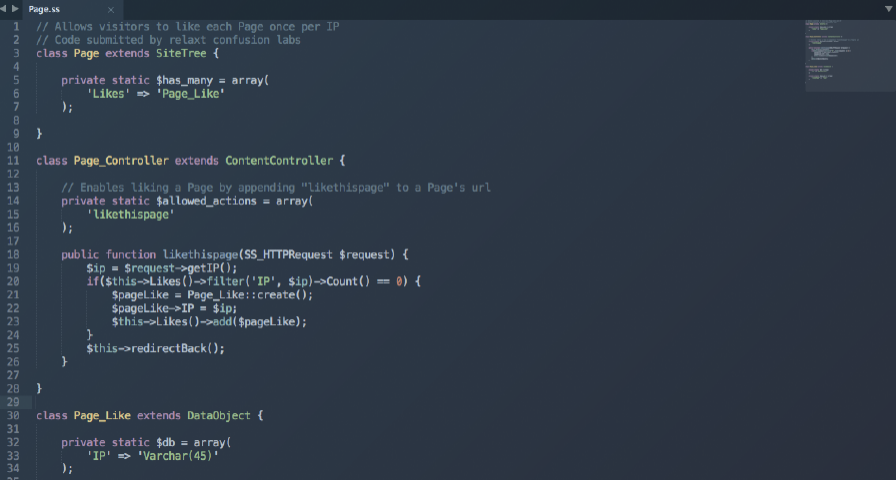 Page.ss
1 // Allows visitors to like each Page once per IP
2 // Code submitted by relaxt confusion labs
3 class Page extends SiteTree {
4
5 private static $has_many = array(
6 'Likes' => 'Page_Like'
7 );
8
9 }
10
11 class Page_Controller extends ContentController {
12
13 // Enables liking a Page by appending "likethispage" to a Page's url
14 private static $allowed_actions = array(
15 'likethispage'
16 );
17
18 public function likethispage(SS_HTTPRequest $request) {
19 $ip = $request->getIP();
20 if($this->Likes()->filter('IP', $ip)->Count() == 0) {
21 $pageLike = Page_Like::create();
22 $pageLike->IP = $ip;
23 $this->Likes()->add($pageLike);
24 }
25 $this->redirectBack();
26 }
27
28 }
29
30 class Page_Like extends DataObject {
31
32 private static $db = array(
33 'IP' => 'Varchar(45)'
34 );